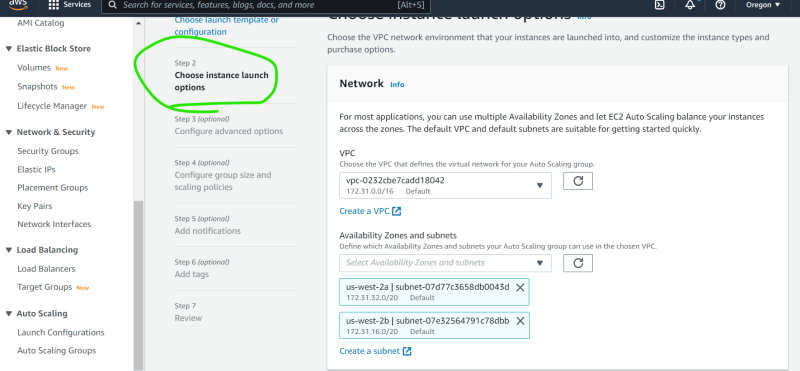 aws
Services
Search for services, features, blogs, docs, and more
[Alt+S]
Oregon
AMI Catalog
Elastic Block Store
Volumes New
Snapshots New
Lifecycle Manager New
Network & Security
Security Groups
Elastic IPs
Placement Groups
Key Pairs
Network Interfaces
Load Balancing
Load Balancers
Target Groups New
Auto Scaling
Launch Configurations
Auto Scaling Groups
Choose launch template or
configuration
Step 2
Choose instance launch
options
Step 3 (optional)
Configure advanced options
Step 4 (optional)
Configure group size and
scaling policies
Step 5 (optional)
Add notifications
Step 6 (optional)
Add tags
Step 7
Review
Choose instance launch options Info
Choose the VPC network environment that your instances are launched into, and customize the instance types and
purchase options.
Network Info
For most applications, you can use multiple Availability Zones and let EC2 Auto Scaling balance your instances
across the zones. The default VPC and default subnets are suitable for getting started quickly.
VPC
Choose the VPC that defines the virtual network for your Auto Scaling group.
vpc-0232cbe7cadd18042
172.31.0.0/16 Default
Create a VPC
Availability Zones and subnets
Define which Availability Zones and subnets your Auto Scaling group can use in the chosen VPC.
Select Availability Zones and subnets
us-west-2a | subnet-07d77c3658db0043d
172.31.32.0/20 Default
us-west-2b | subnet-07e32564791c78dbb
172.31.16.0/20 Default
Create a subnet